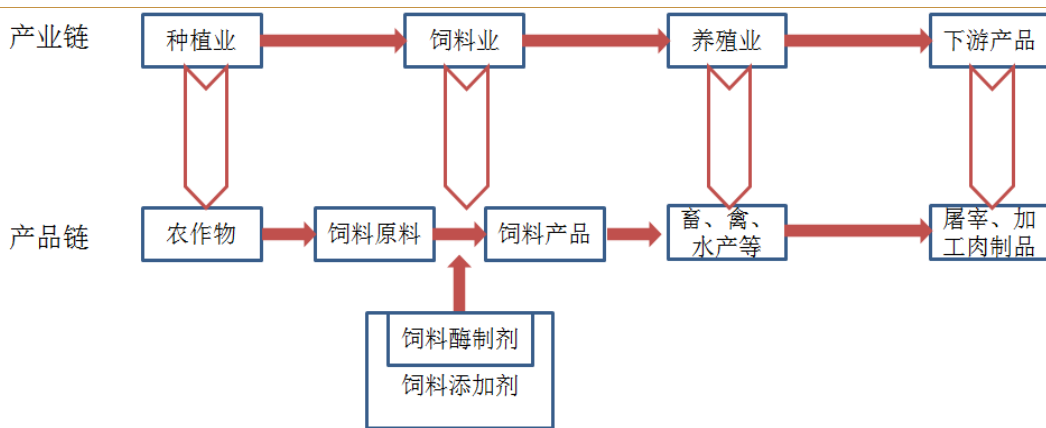 产业链 种植业 饲料业 养殖业 下游产品
产品链 农作物 饲料原料 饲料产品 畜、禽、
水产等 屠宰、加
工肉制品
饲料酶制剂
饲料添加剂